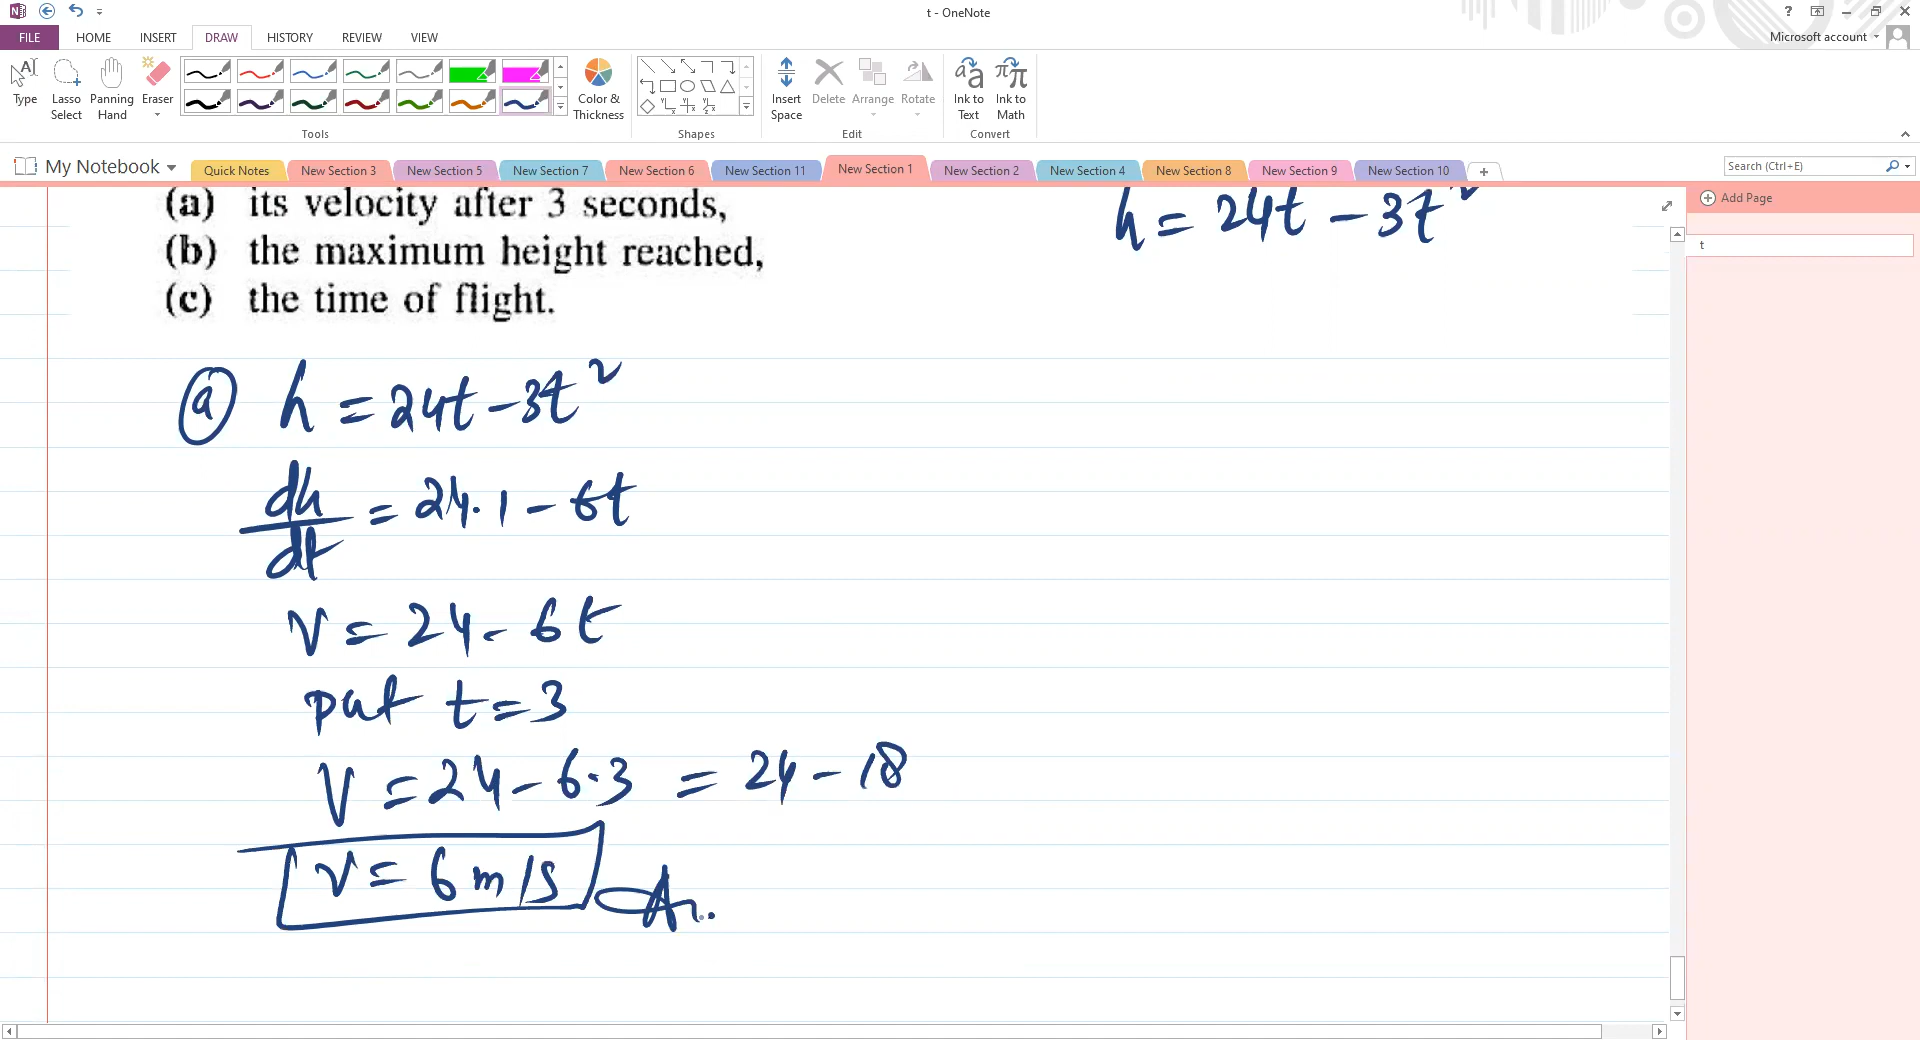 t - OneNote
Microsoft account
FILE HOME INSERT DRAW HISTORY REVIEW VIEW
Type
Lasso Select
Panning Hand
Eraser
Color & Thickness
Insert Space
Delete
Arrange
Rotate
Ink to Text
Ink to Math
Tools
Shapes
Edit
Convert
My Notebook
Quick Notes New Section 3 New Section 5 New Section 7 New Section 6 New Section 11 New Section 1 New Section 2 New Section 4 New Section 8 New Section 9 New Section 10
Search (Ctrl+E)
Add Page
t
(a) its velocity after 3 seconds,
(b) the maximum height reached,
(c) the time of flight.
h = 24t - 3t²
(a) h = 24t - 3t²
dh/dt = 24·1 - 6t
v = 24 - 6t
put t = 3
V = 24 - 6·3 = 24 - 18
v = 6 m/s An.